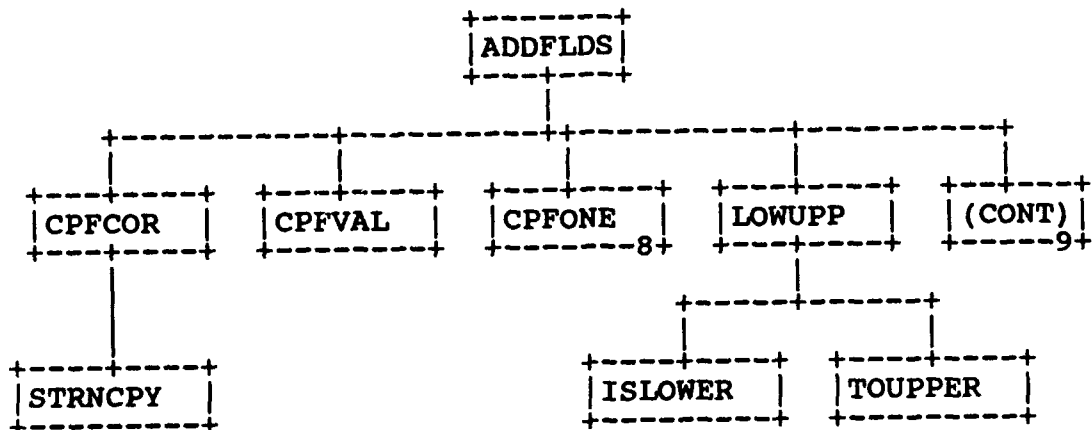 ADDFLDS
CPFCOR
CPFVAL
CPFONE
8
LOWUPP
(CONT)
9
STRNCPY
ISLOWER
TOUPPER